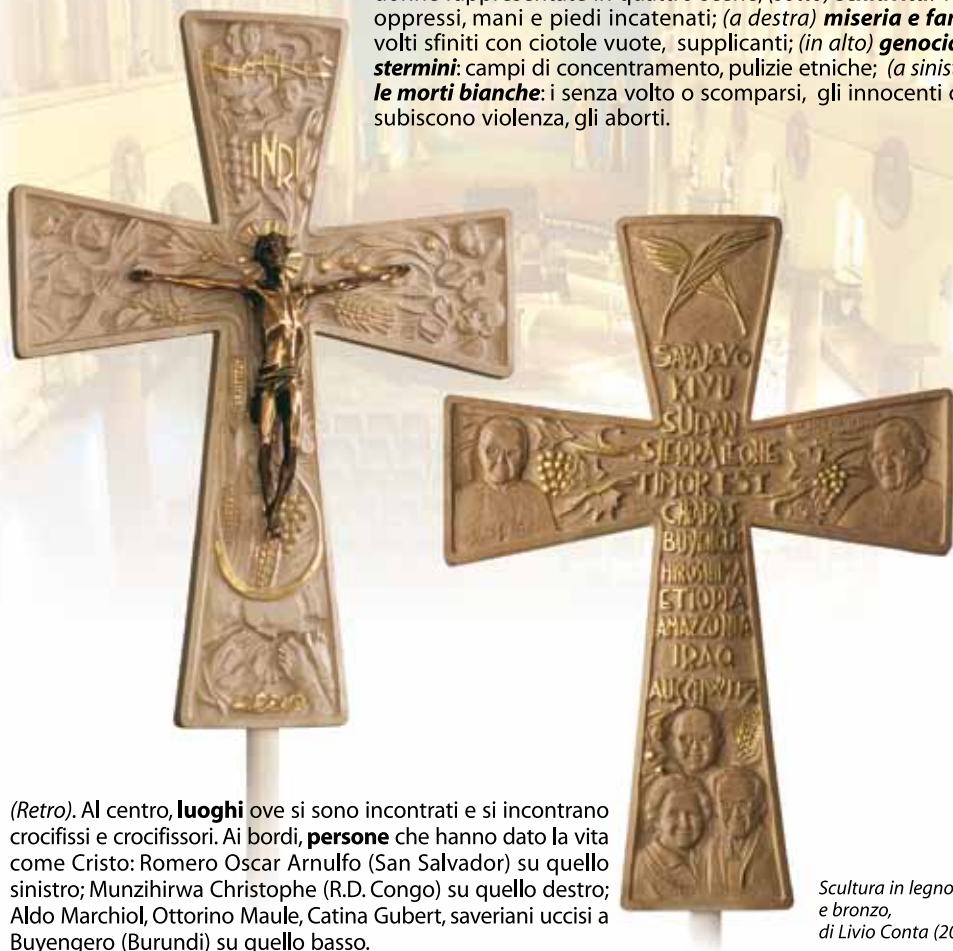 oppressi, mani e piedi incatenati; (a destra) miseria e
volti sfiniti con ciotole vuote, supplicanti; (in alto)
stermini: campi di concentramento, pulizie etniche;
le morti bianche: i senza volto o scomparsi, gli innocenti
subiscono violenza, gli aborti.
INRI
SARAJEVO
KIVU
SUDAN
SIERRA LEONE
TIMOR EST
CHIAPAS
HIROSHIMA
ETIOPIA
AMAZZONIA
IRAQ
AUSCHWITZ
(Retro). Al centro, luoghi ove si sono incontrati e si incontrano
crocifissi e crocifissori. Ai bordi, persone che hanno dato la vita
come Cristo: Romero Oscar Arnulfo (San Salvador) su quello
sinistro; Munzihirwa Christophe (R.D. Congo) su quello destro;
Aldo Marchiol, Ottorino Maule, Catina Gubert, saveriani uccisi a
Buyengero (Burundi) su quello basso.
Scultura in legno
e bronzo,
di Livio Conta